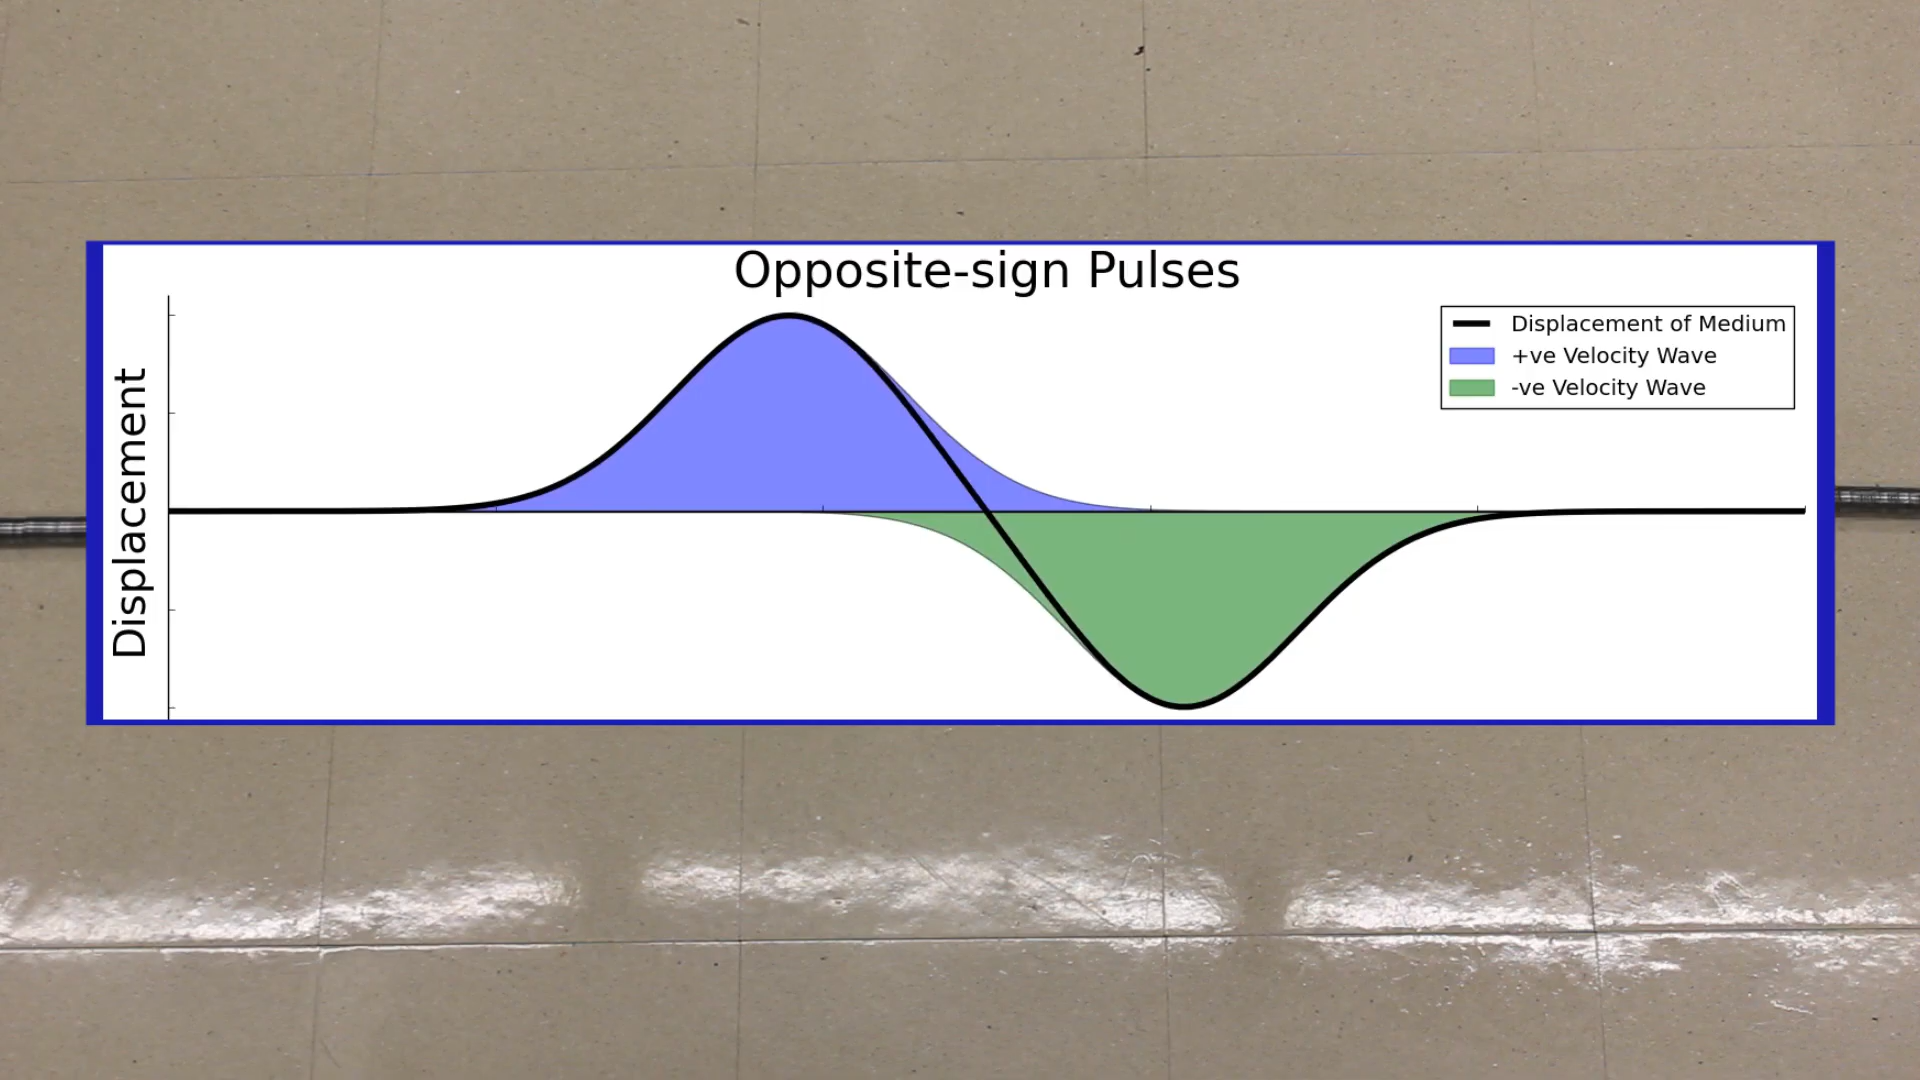 Opposite-sign Pulses
Displacement
Displacement of Medium
+ve Velocity Wave
-ve Velocity Wave